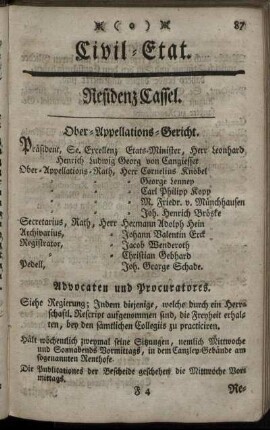 ( o ) 87
Civil-Etat.
Residenz Cassel.
Ober-Appellations-Gericht.
Präsident, Se. Excellenz Etats-Minister, Herr Leonhard,
Henrich Ludwig Georg von Cangiesser
Ober-Appellations-Rath, Herr Cornelius Knobel
George Lennep
Carl Philipp Kopp
M. Friedr. v. Münchhausen
Joh. Henrich Bröske
Secretarius, Rath, Herr Hermann Adolph Hein
Archivarius, Johann Valentin Erck
Registrator, Jacob Wenderoth
Christian Gebhard
Pedell, Joh. George Schade.
Advocaten und Procuratores.
Siehe Regierung; Indem diejenige, welche durch ein Herr-
schaftl. Rescript aufgenommen sind, die Freyheit erhal-
ten, bey den sämtlichen Collegiis zu practiciren.
Hält wöchentlich zweymal seine Sitzungen, nemlich Mittwochs
und Sonnabends Vormittags, in dem Canzley-Gebäude am
sogenannten Renthofe.
Die Publicationes der Bescheide geschehen die Mittwoche Vor-
mittags.
F 4 Re-